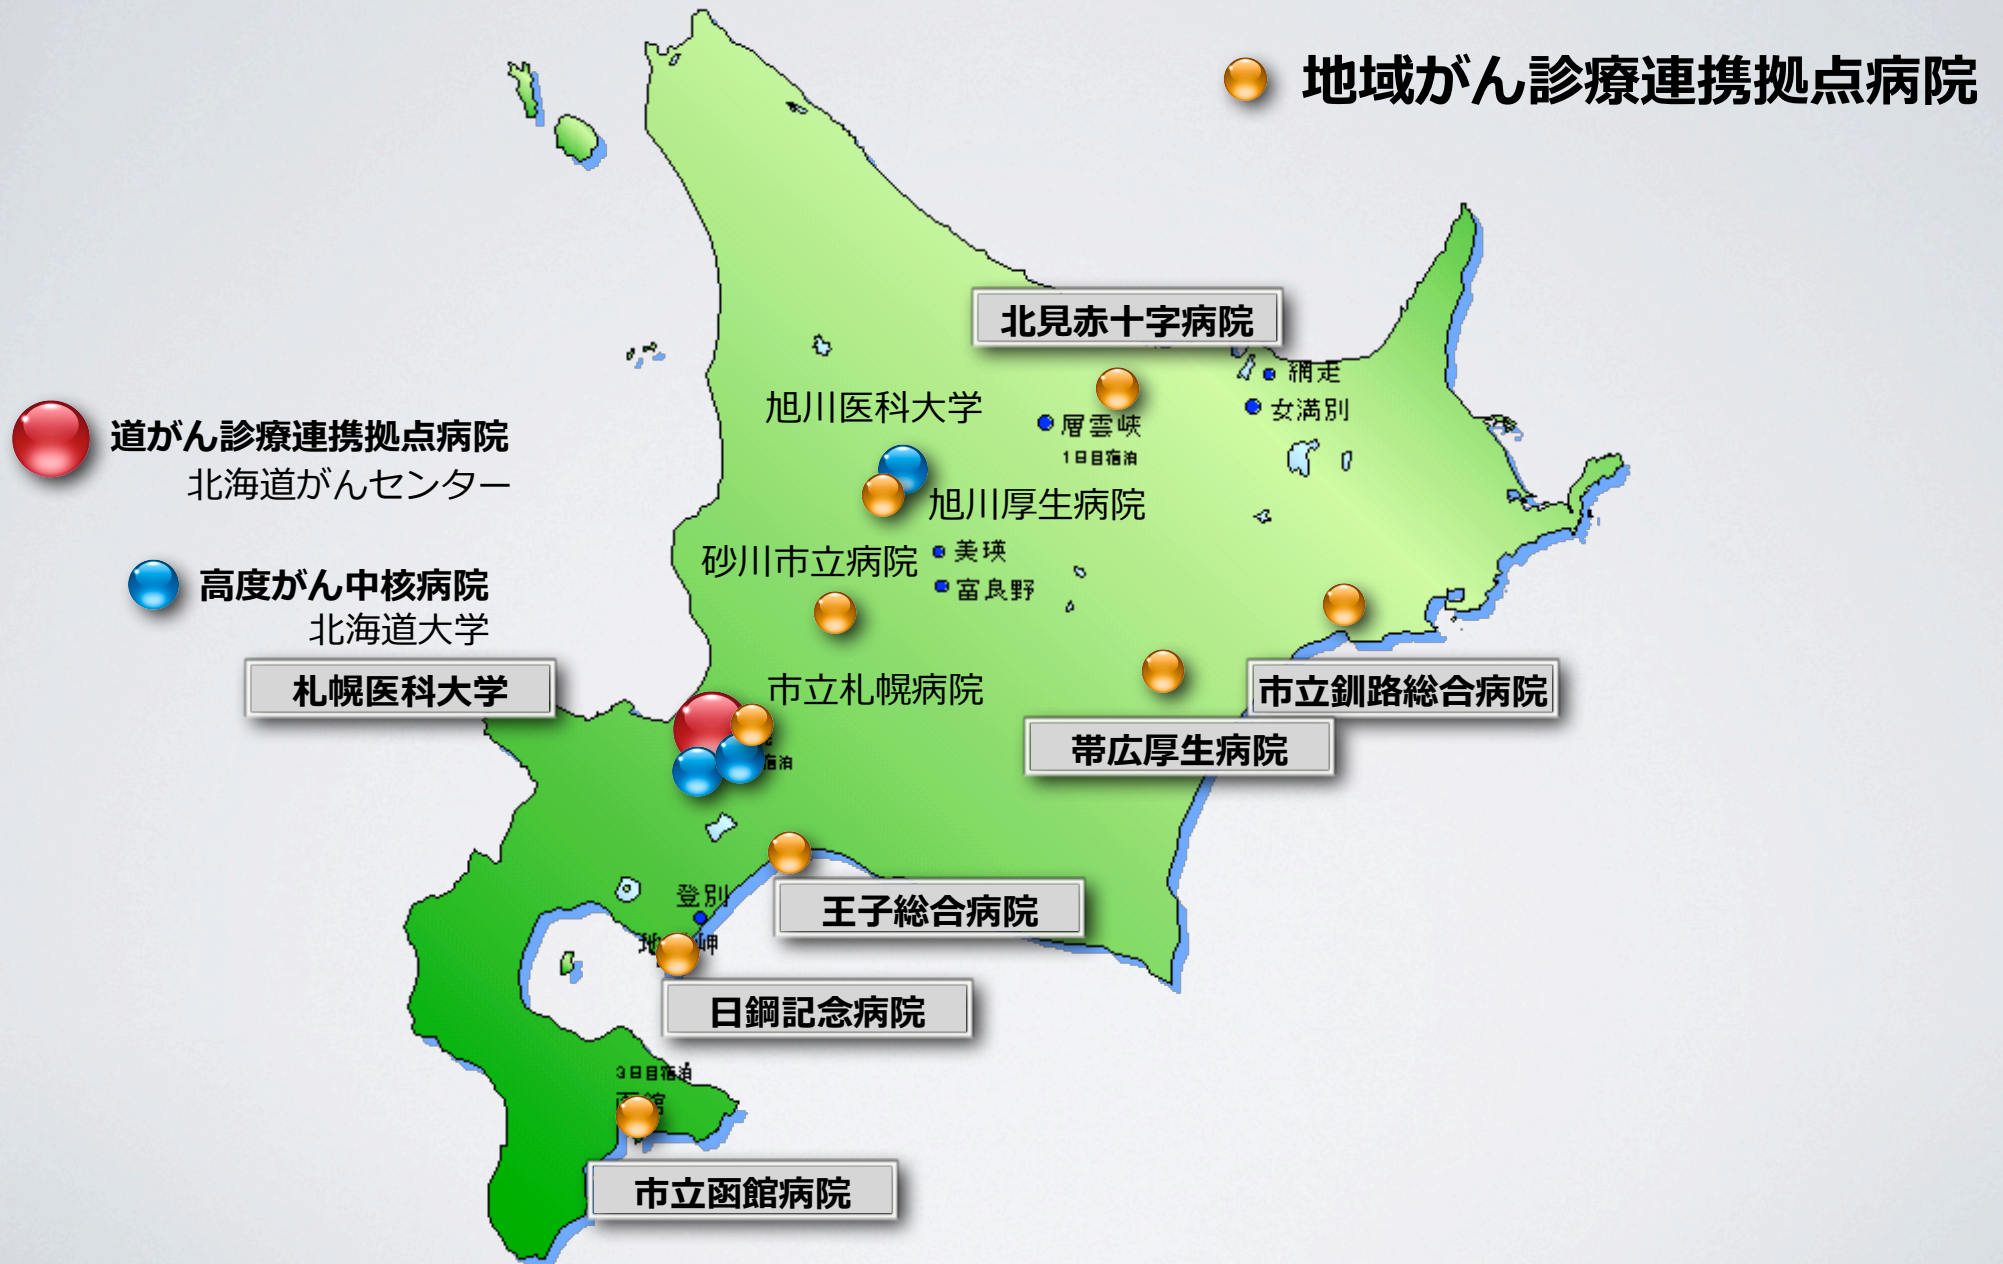 地域がん診療連携拠点病院
北見赤十字病院
網走
女満別
旭川医科大学
層雲峡
1日目宿泊
道がん診療連携拠点病院
北海道がんセンター
旭川厚生病院
砂川市立病院
美瑛
富良野
高度がん中核病院
北海道大学
札幌医科大学
市立札幌病院
市立釧路総合病院
帯広厚生病院
宿泊
登別
王子総合病院
地 岬
日鋼記念病院
3日目宿泊
館
市立函館病院